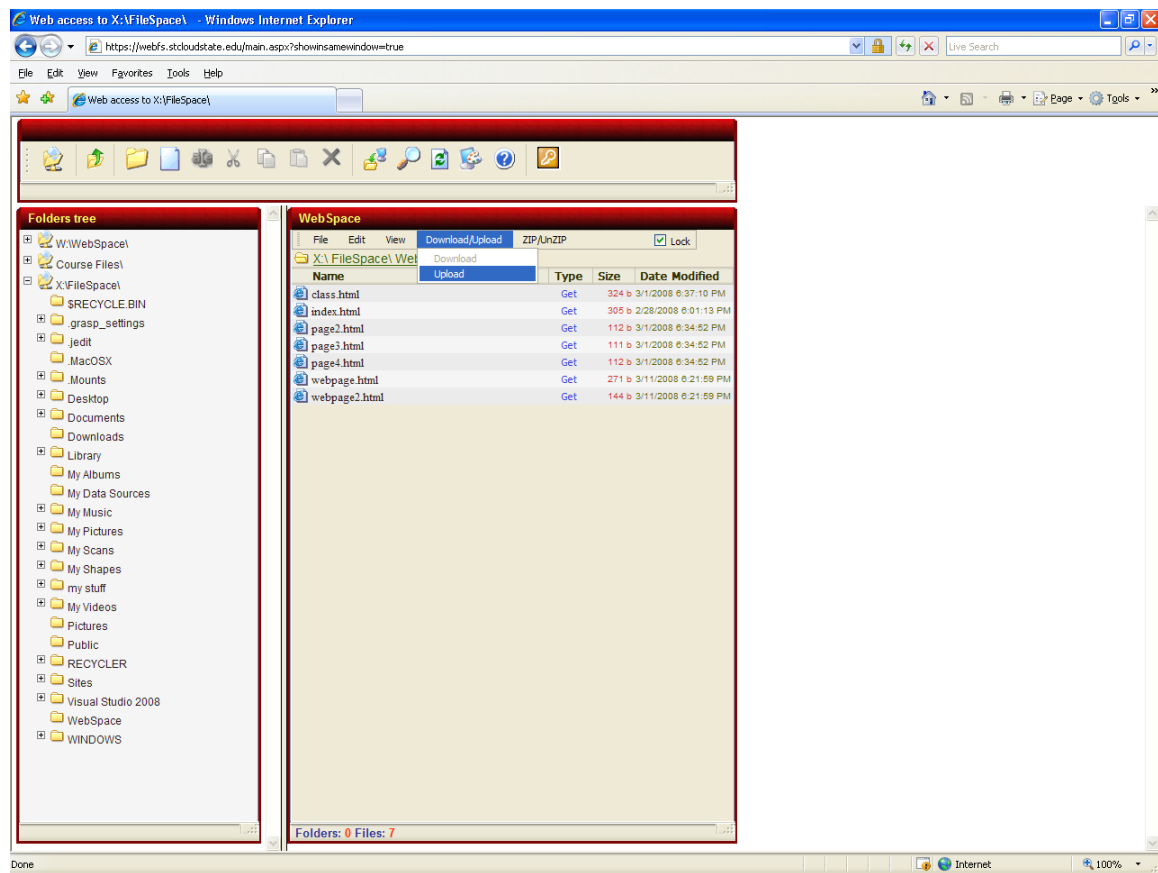 Web access to X:\FileSpace\ - Windows Internet Explorer
https://webfs.stcloudstate.edu/main.aspx?showinsamewindow=true
Live Search
File Edit View Favorites Tools Help
Web access to X:\FileSpace\
Page Tools »
Folders tree
W:\WebSpace\
Course Files\
X:\FileSpace\
$RECYCLE.BIN
.grasp_settings
.jedit
.MacOSX
.Mounts
Desktop
Documents
Downloads
Library
My Albums
My Data Sources
My Music
My Pictures
My Scans
My Shapes
my stuff
My Videos
Pictures
Public
RECYCLER
Sites
Visual Studio 2008
WebSpace
WINDOWS
WebSpace
File Edit View Download/Upload ZIP/UnZIP Lock
X:\ FileSpace\ Web
Download
Upload
Name Type Size Date Modified
class.html Get 324 b 3/1/2008 6:37:10 PM
index.html Get 305 b 2/28/2008 6:01:13 PM
page2.html Get 112 b 3/1/2008 6:34:52 PM
page3.html Get 111 b 3/1/2008 6:34:52 PM
page4.html Get 112 b 3/1/2008 6:34:52 PM
webpage.html Get 271 b 3/11/2008 6:21:59 PM
webpage2.html Get 144 b 3/11/2008 6:21:59 PM
Folders: 0 Files: 7
Done
Internet
100%